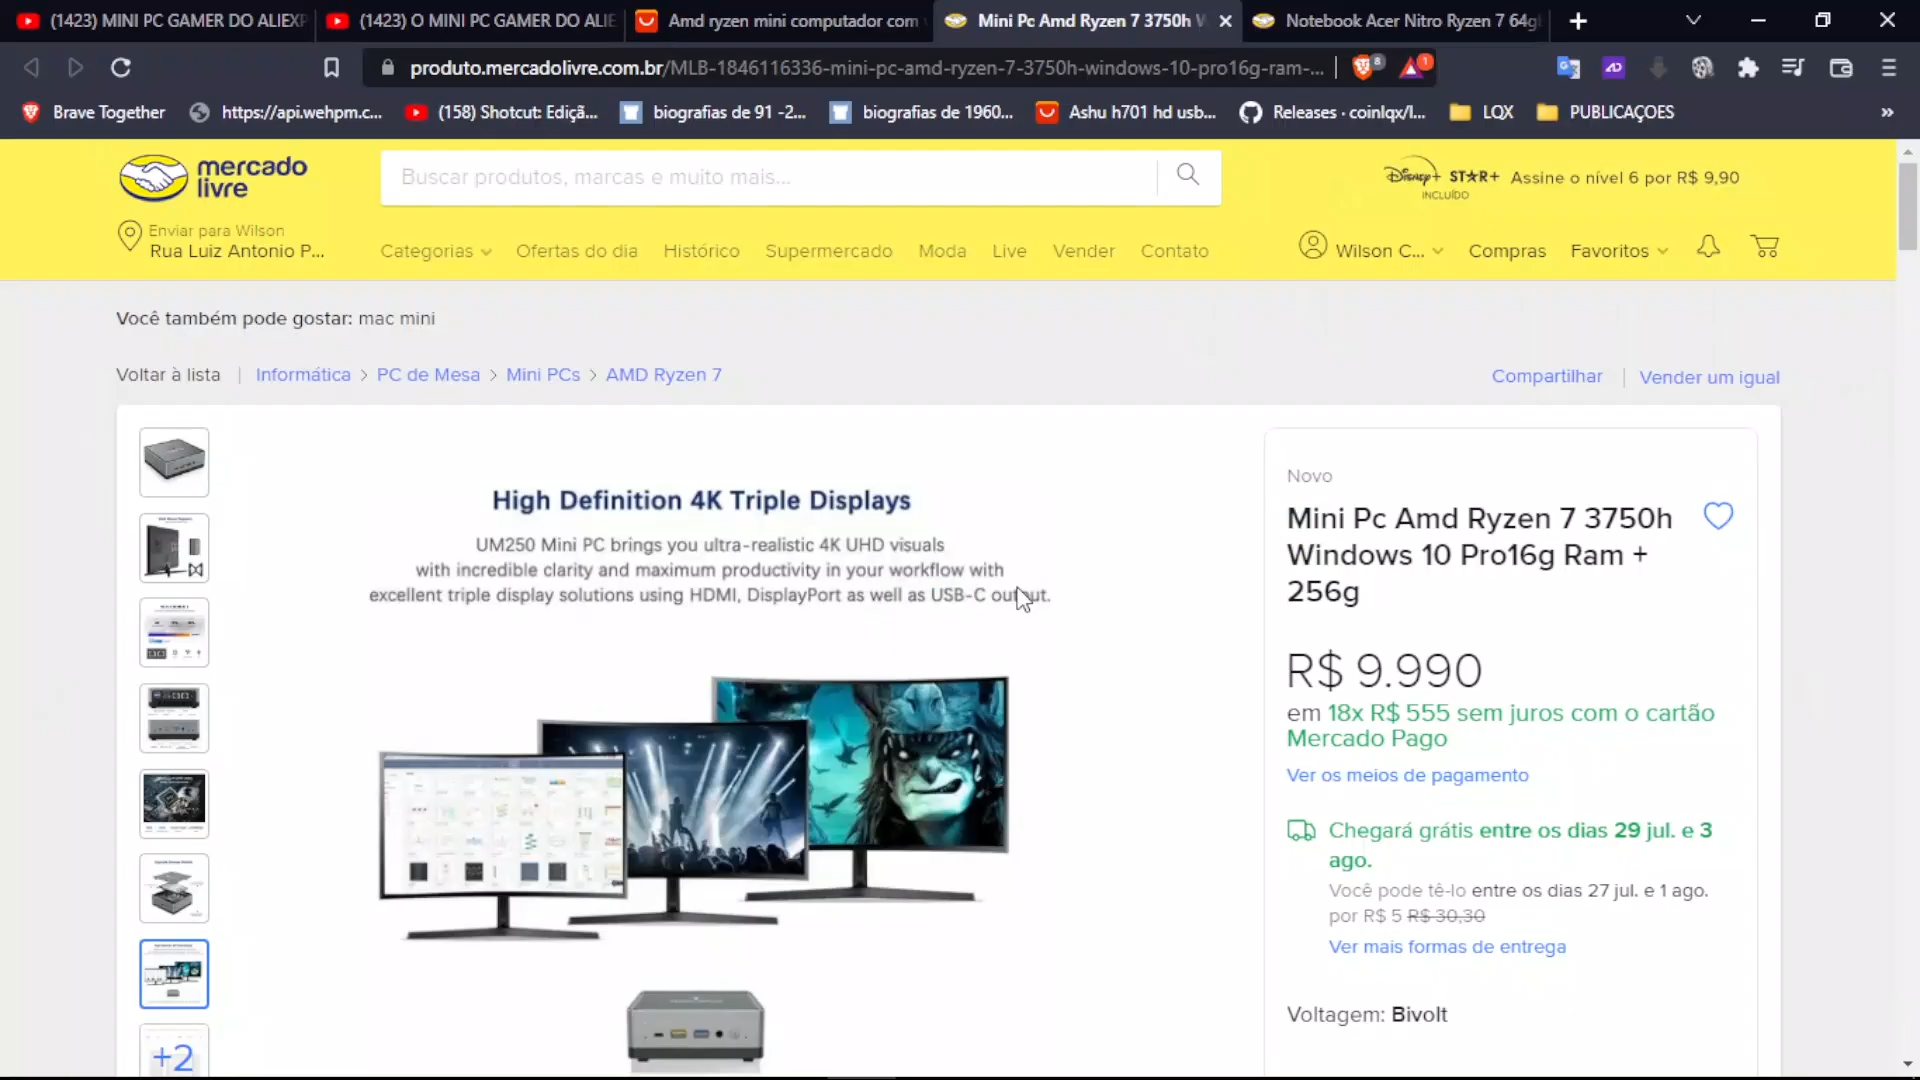 (1423) MINI PC GAMER DO ALIEXP
(1423) O MINI PC GAMER DO ALIE
Amd ryzen mini computador com
Mini Pc Amd Ryzen 7 3750h W
Notebook Acer Nitro Ryzen 7 64g
produto.mercadolivre.com.br/MLB-1846116336-mini-pc-amd-ryzen-7-3750h-windows-10-pro16g-ram-...
8
1
Brave Together
https://api.wehpm.c...
(158) Shotcut: Ediçã...
biografias de 91 -2...
biografias de 1960...
Ashu h701 hd usb...
Releases · coinlqx/l...
LQX
PUBLICAÇOES
»
mercado
livre
Buscar produtos, marcas e muito mais...
Disney+ STAR+
INCLUÍDO
Assine o nível 6 por R$ 9,90
Enviar para Wilson
Rua Luiz Antonio P...
Categorias
Ofertas do dia
Histórico
Supermercado
Moda
Live
Vender
Contato
Wilson C...
Compras
Favoritos
Você também pode gostar: mac mini
Voltar à lista | Informática > PC de Mesa > Mini PCs > AMD Ryzen 7
Compartilhar | Vender um igual
High Definition 4K Triple Displays
UM250 Mini PC brings you ultra-realistic 4K UHD visuals
with incredible clarity and maximum productivity in your workflow with
excellent triple display solutions using HDMI, DisplayPort as well as USB-C output.
+2
Novo
Mini Pc Amd Ryzen 7 3750h
Windows 10 Pro16g Ram +
256g
R$ 9.990
em 18x R$ 555 sem juros com o cartão
Mercado Pago
Ver os meios de pagamento
Chegará grátis entre os dias 29 jul. e 3
ago.
Você pode tê-lo entre os dias 27 jul. e 1 ago.
por R$ 5 R$ 30,30
Ver mais formas de entrega
Voltagem: Bivolt